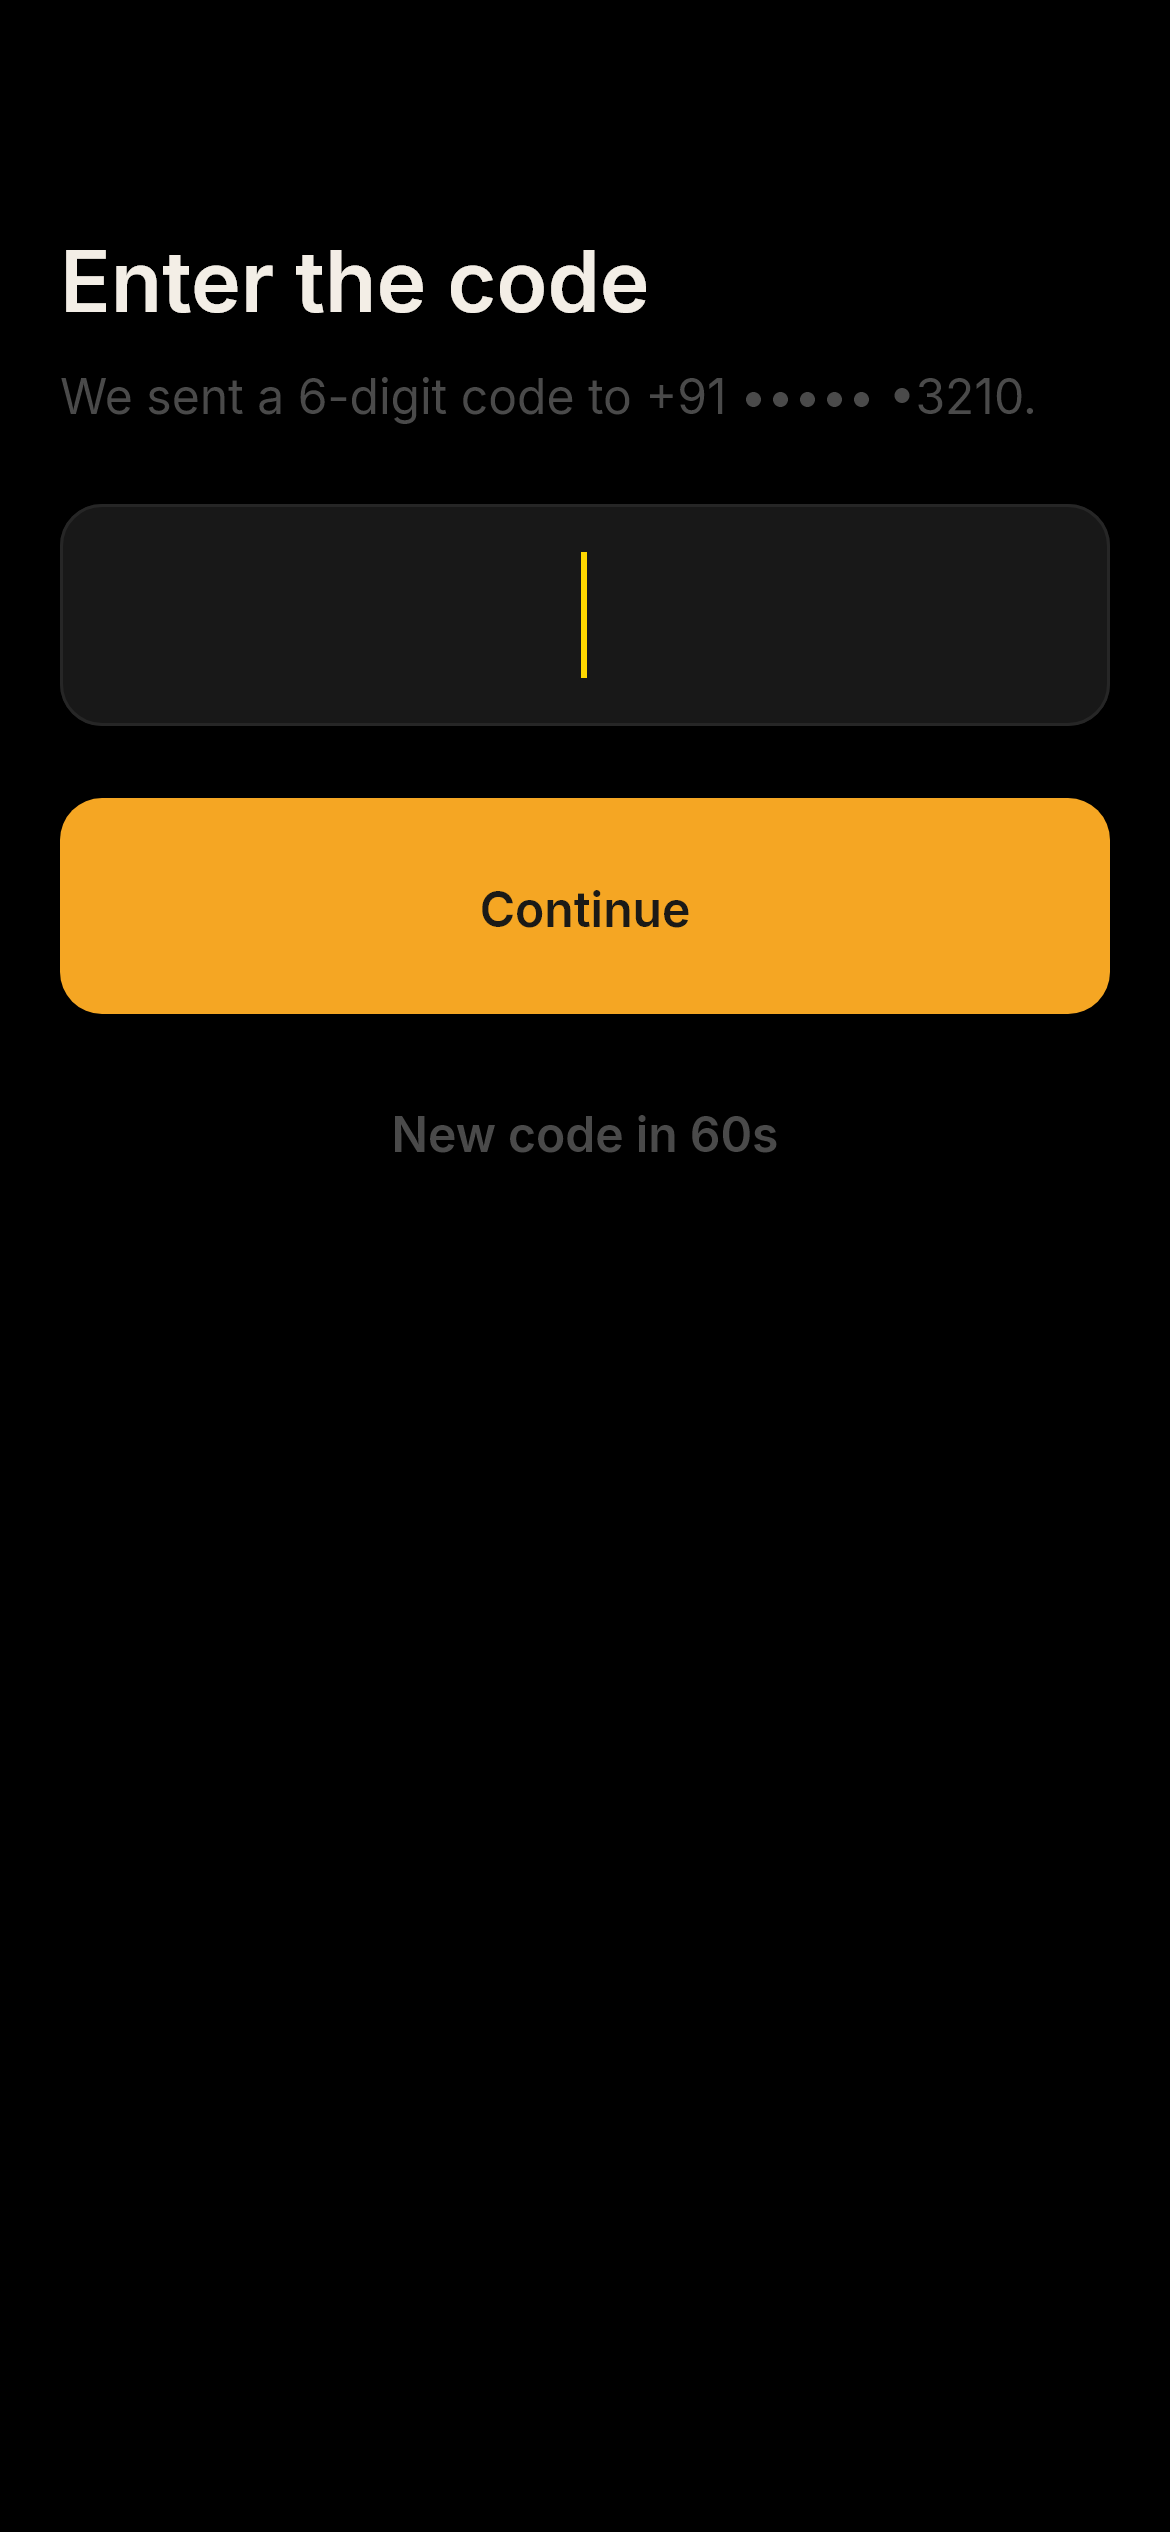 Enter the code
We sent a 6-digit code to +91 ••••• •3210.
Continue
New code in 60s